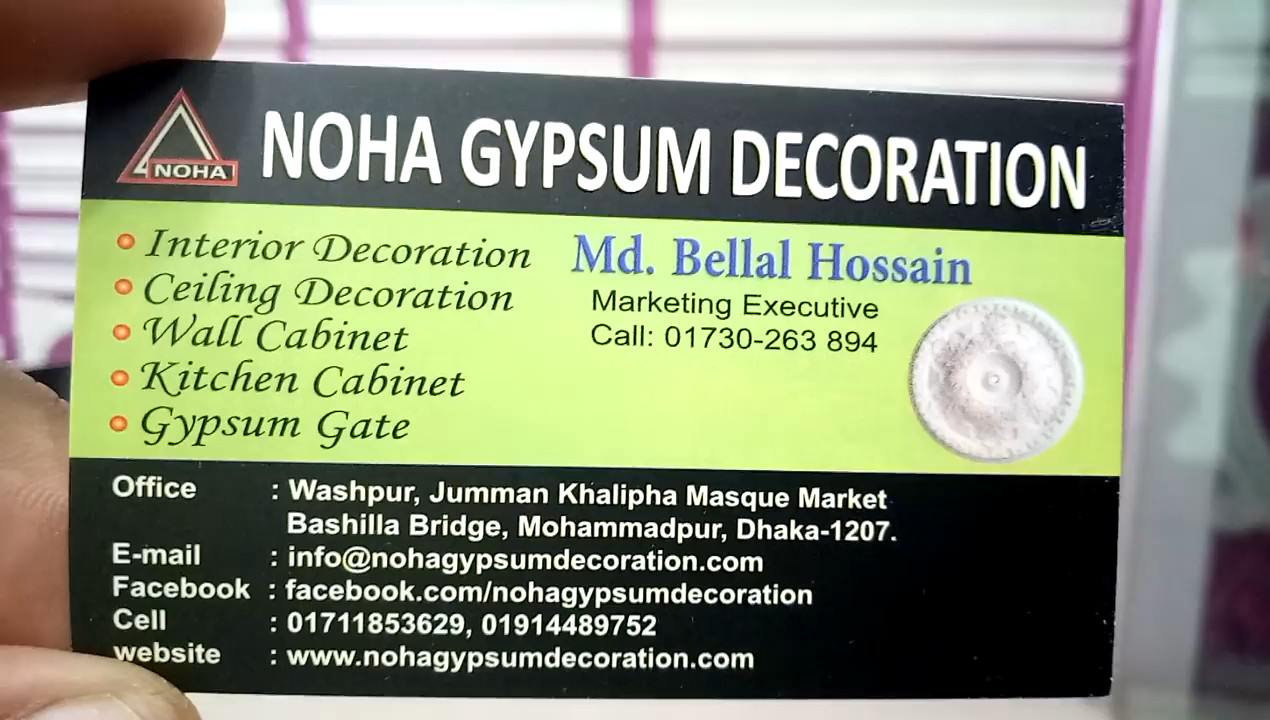 NOHA
NOHA GYPSUM DECORATION
Interior Decoration
Ceiling Decoration
Wall Cabinet
Kitchen Cabinet
Gypsum Gate
Md. Bellal Hossain
Marketing Executive
Call: 01730-263 894
Office : Washpur, Jumman Khalipha Masque Market
Bashilla Bridge, Mohammadpur, Dhaka-1207.
E-mail : info@nohagypsumdecoration.com
Facebook : facebook.com/nohagypsumdecoration
Cell : 01711853629, 01914489752
website : www.nohagypsumdecoration.com